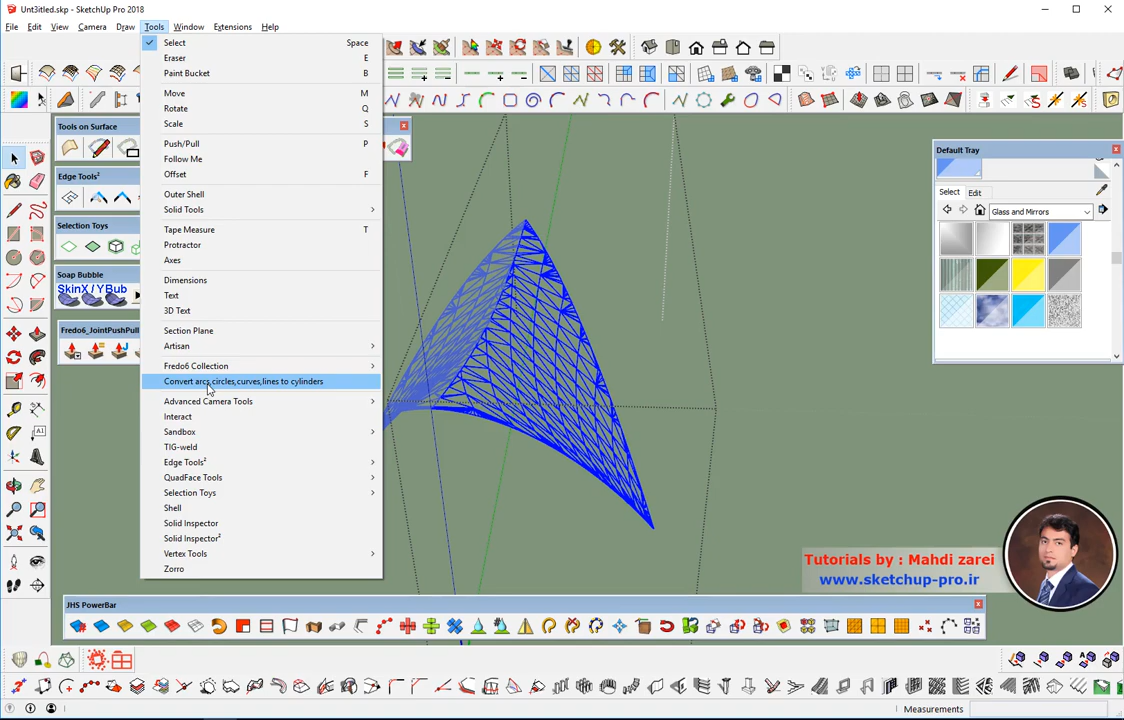 Unt3itled.skp - SketchUp Pro 2018
File Edit View Camera Draw Tools Window Extensions Help
Select Space
Eraser E
Paint Bucket B
Move M
Rotate Q
Scale S
Push/Pull P
Follow Me
Offset F
Outer Shell
Solid Tools
Tape Measure T
Protractor
Axes
Dimensions
Text
3D Text
Section Plane
Artisan
Fredo6 Collection
Convert arcs,circles,curves,lines to cylinders
Advanced Camera Tools
Interact
Sandbox
TIG-weld
Edge Tools²
QuadFace Tools
Selection Toys
Shell
Solid Inspector
Solid Inspector²
Vertex Tools
Zorro
Tools on Surface
Edge Tools²
Selection Toys
Soap Bubble
Skin X / Y Bub
Fredo6_JointPushPull
Default Tray
Select Edit
Glass and Mirrors
Tutorials by : Mahdi zarei
www.sketchup-pro.ir
JHS PowerBar
Measurements